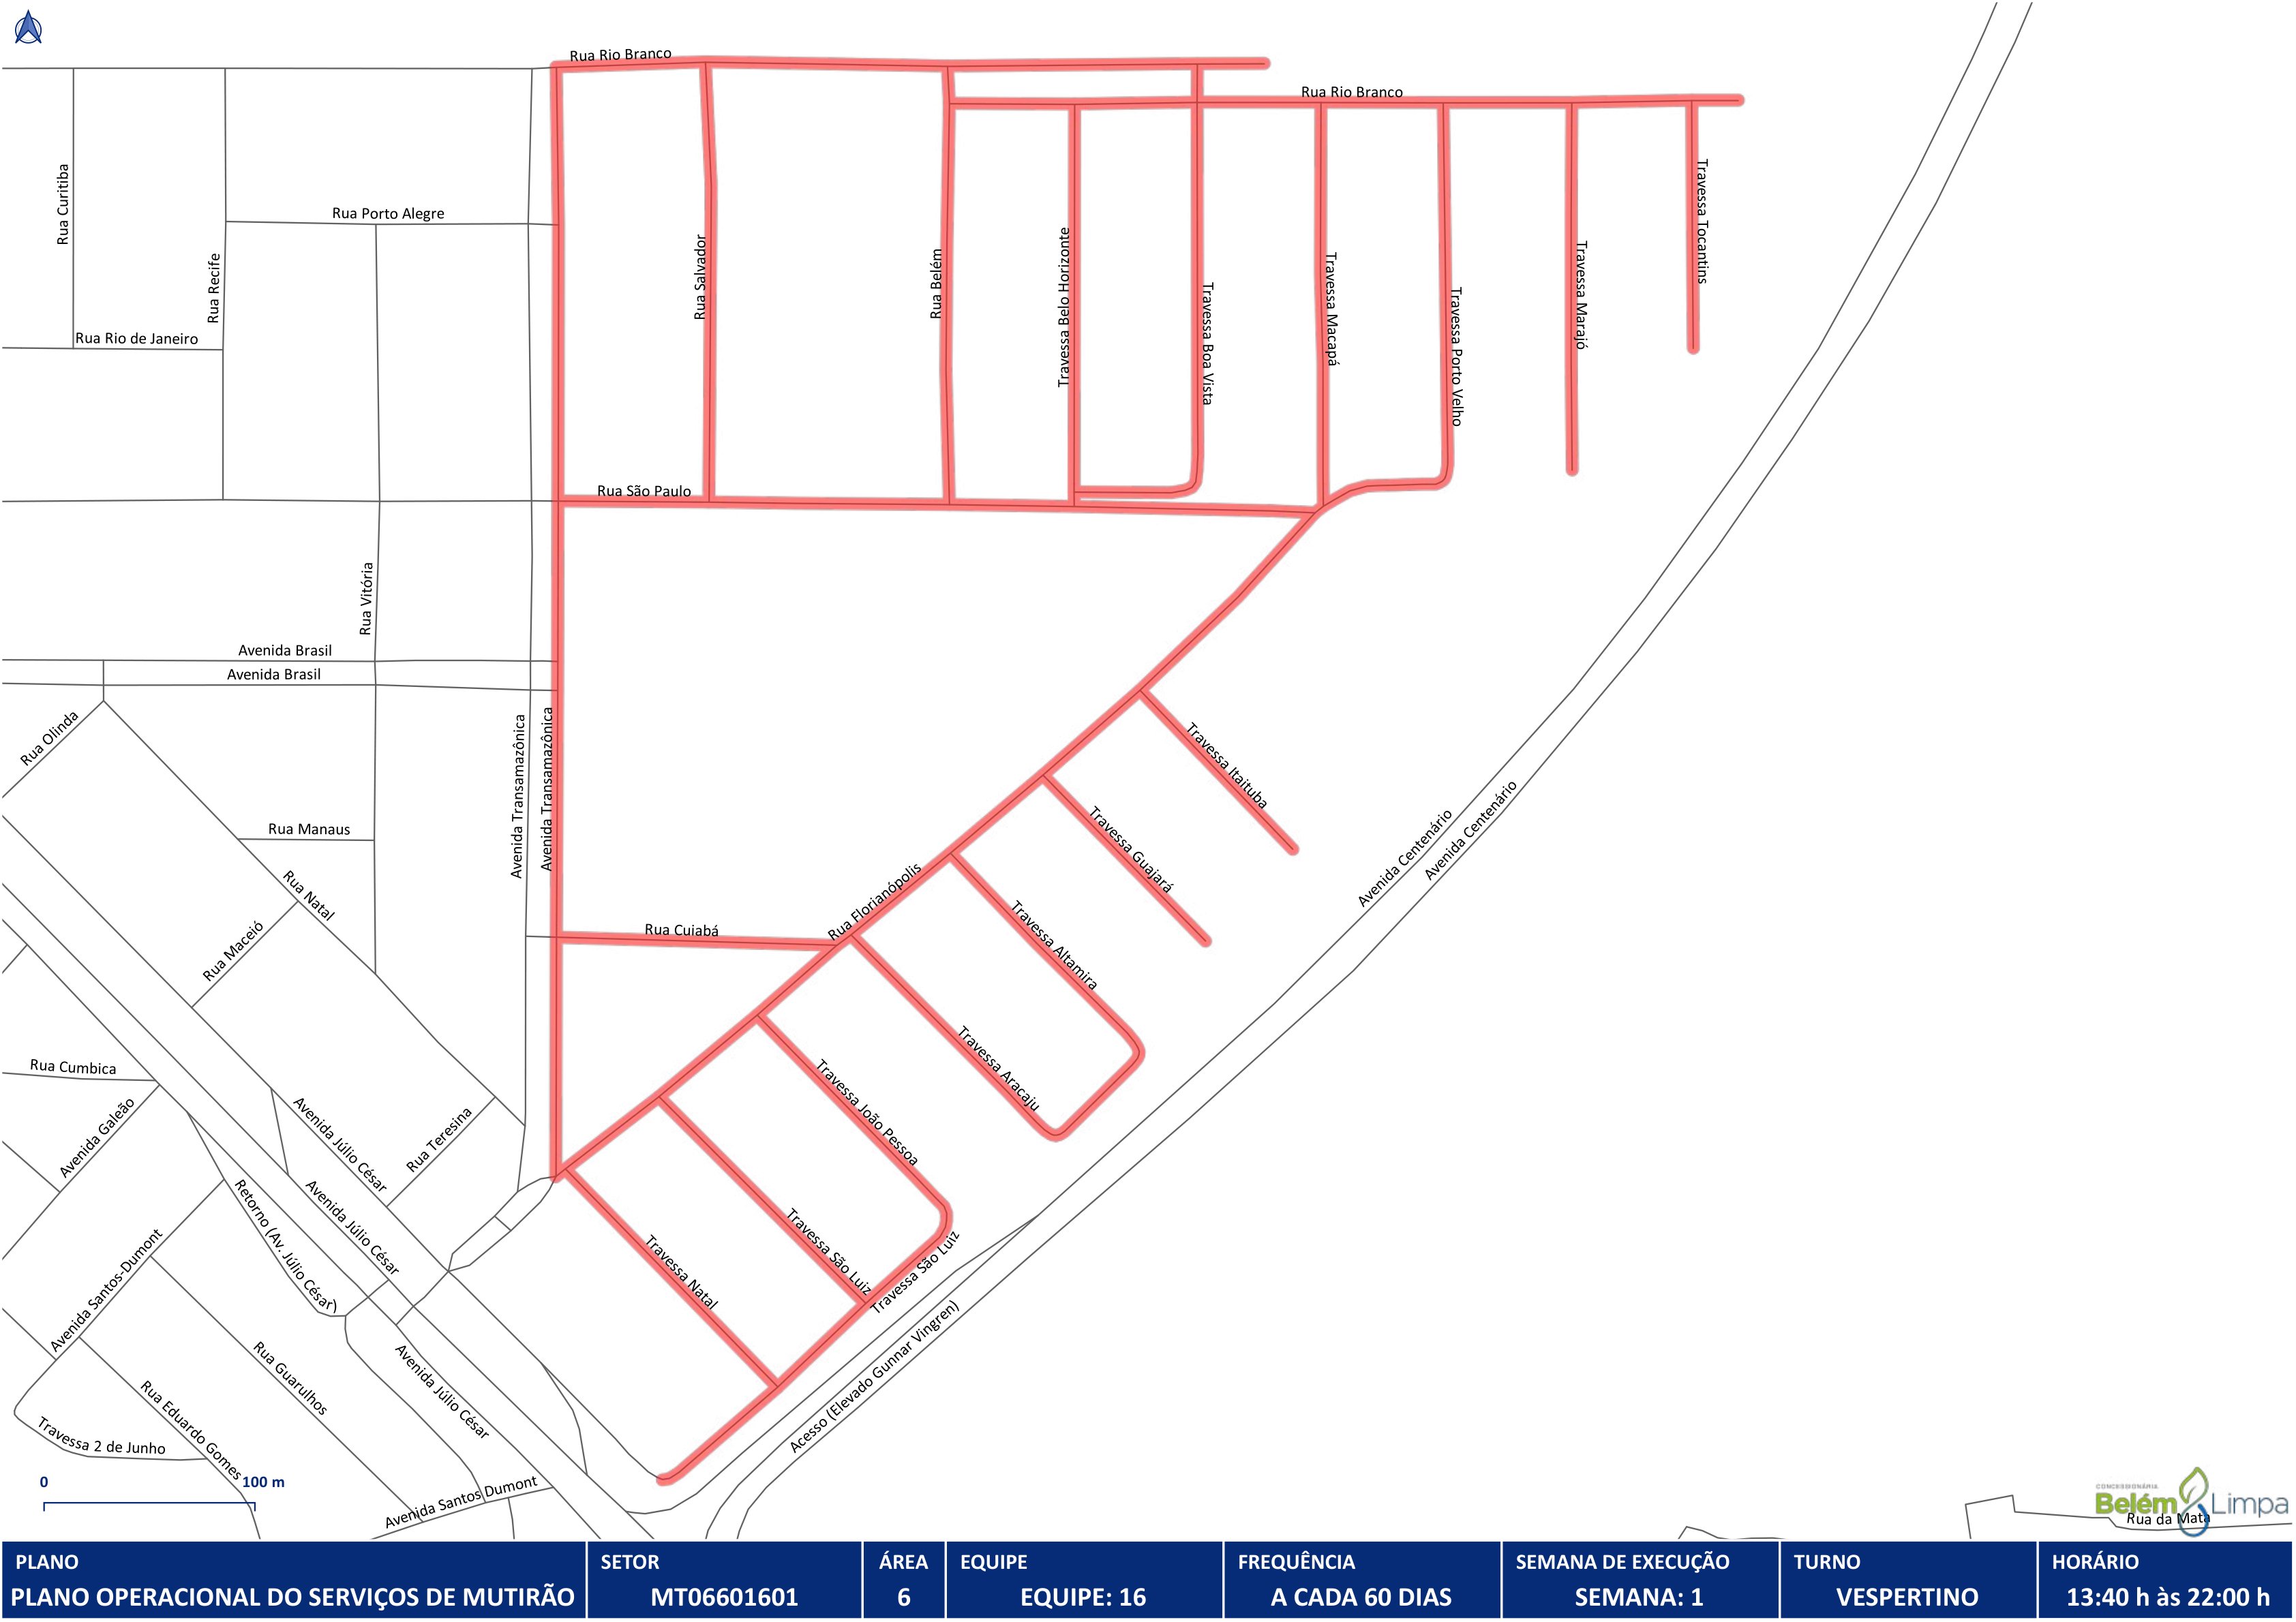 Rua Rio Branco
Rua Rio Branco
Rua Curitiba
Rua Recife
Rua Porto Alegre
Rua Rio de Janeiro
Rua Salvador
Rua Belém
Travessa Belo Horizonte
Travessa Boa Vista
Travessa Macapá
Travessa Porto Velho
Travessa Marajó
Travessa Tocantins
Rua São Paulo
Rua Vitória
Avenida Brasil
Avenida Brasil
Rua Olinda
Avenida Transamazônica
Avenida Transamazônica
Travessa Itaituba
Travessa Guajará
Avenida Centenário
Avenida Centenário
Rua Manaus
Rua Natal
Rua Maceió
Rua Cuiabá
Rua Florianópolis
Travessa Altamira
Travessa Aracaju
Travessa João Pessoa
Rua Cumbica
Avenida Galeão
Avenida Júlio César
Rua Teresina
Avenida Júlio César
Retorno (Av. Júlio César)
Avenida Santos-Dumont
Travessa Natal
Travessa São Luiz
Travessa São Luiz
Acesso (Elevado Gunnar Vingren)
Avenida Júlio César
Rua Guarulhos
Rua Eduardo Gomes
Travessa 2 de Junho
Avenida Santos Dumont
0 100 m
CONCESSIONÁRIA
Belém Limpa
Rua da Mata
PLANO
PLANO OPERACIONAL DO SERVIÇOS DE MUTIRÃO
SETOR
MT06601601
ÁREA
6
EQUIPE
EQUIPE: 16
FREQUÊNCIA
A CADA 60 DIAS
SEMANA DE EXECUÇÃO
SEMANA: 1
TURNO
VESPERTINO
HORÁRIO
13:40 h às 22:00 h